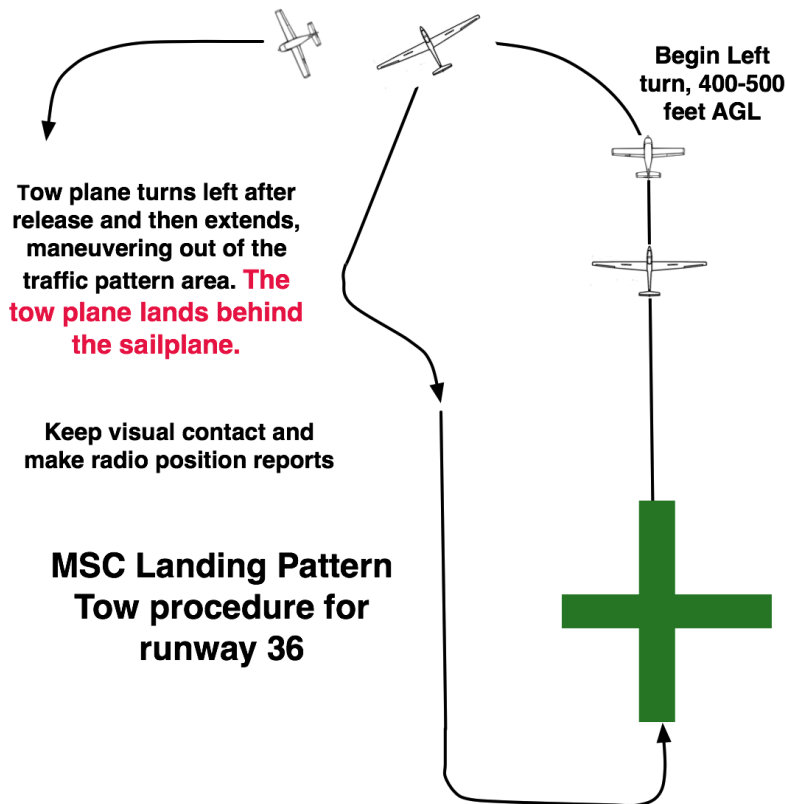 Begin Left
turn, 400-500
feet AGL
Tow plane turns left after
release and then extends,
maneuvering out of the
traffic pattern area. The
tow plane lands behind
the sailplane.
Keep visual contact and
make radio position reports
MSC Landing Pattern
Tow procedure for
runway 36